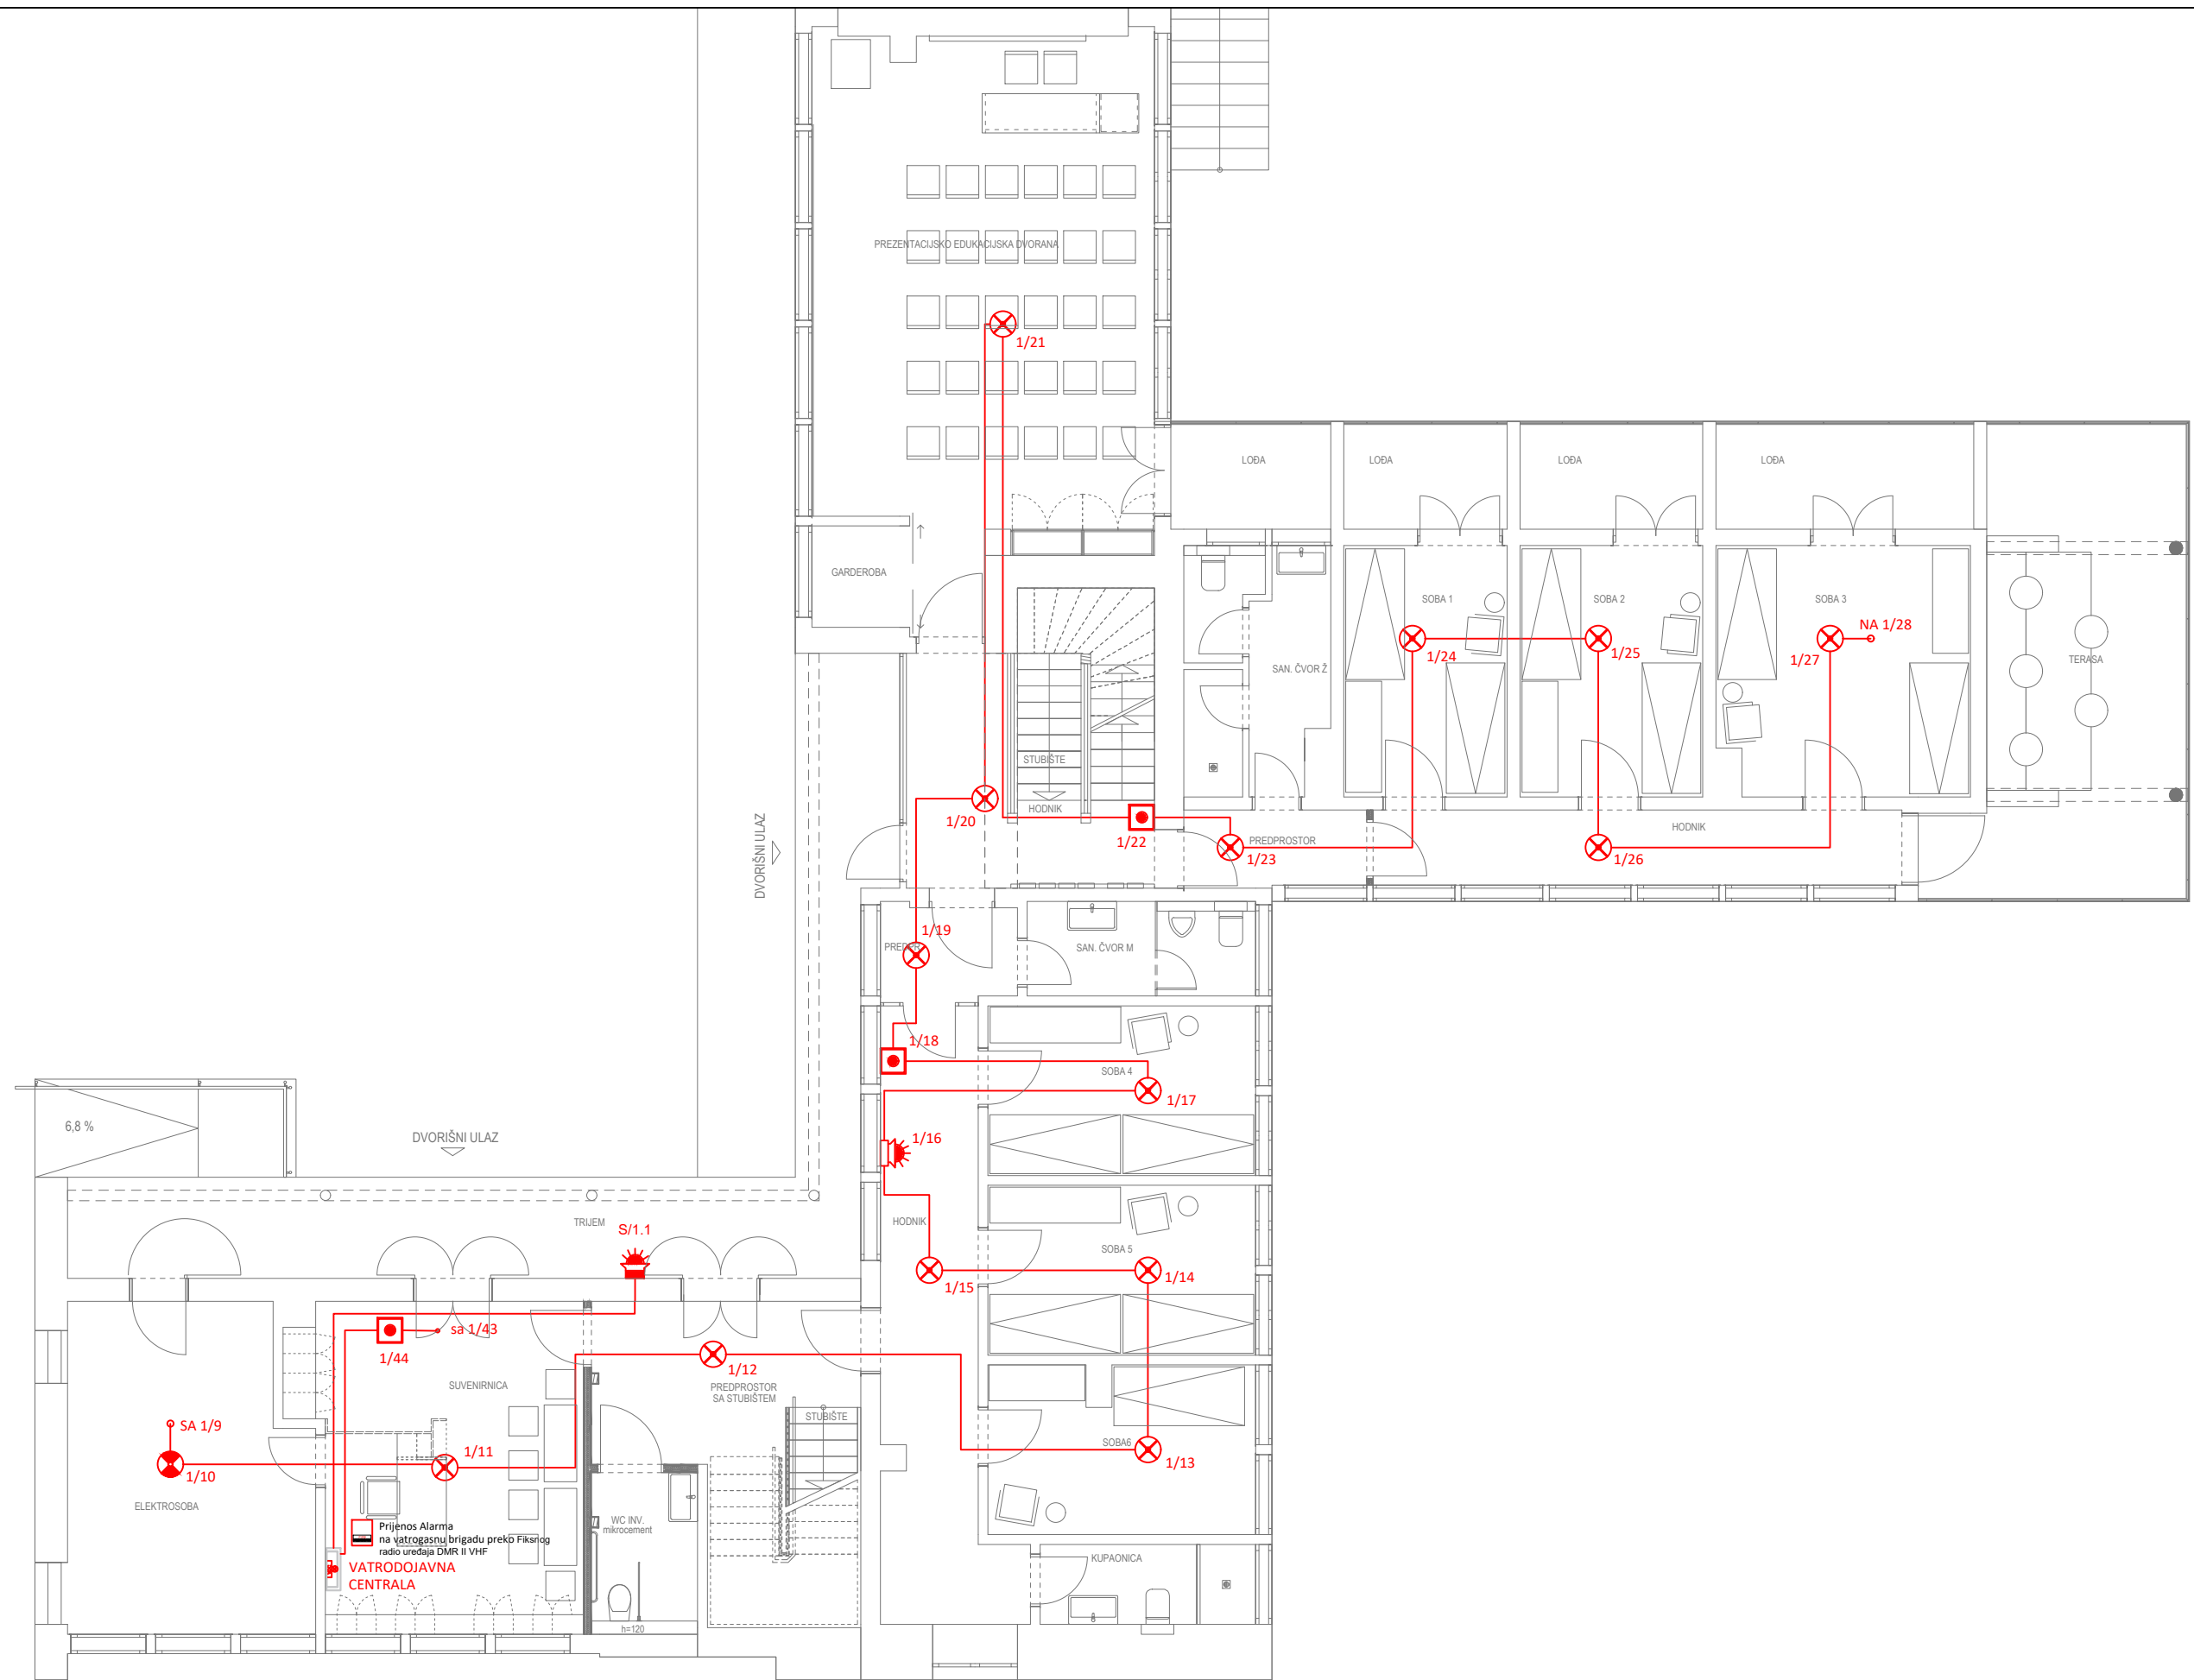 PREZENTACIJSKO EDUKACIJSKA DVORANA
1/21
LOĐA
LOĐA
LOĐA
LOĐA
GARDEROBA
SOBA 1
SOBA 2
SOBA 3
NA 1/28
1/24
1/25
1/27
TERASA
SAN. ČVOR Ž
STUBIŠTE
HODNIK
1/20
1/22
PREDPROSTOR
1/23
HODNIK
1/26
DVORIŠNI ULAZ
1/19
PREDPR.
SAN. ČVOR M
1/18
SOBA 4
1/17
6,8 %
DVORIŠNI ULAZ
1/16
TRIJEM
S/1.1
HODNIK
SOBA 5
1/15
1/14
sa 1/43
1/44
1/12
SUVENIRNICA
PREDPROSTOR
SA STUBIŠTEM
STUBIŠTE
SA 1/9
1/10
1/11
SOBA6
1/13
ELEKTROSOBA
Prijenos Alarma
na vatrogasnu brigadu preko Fiksnog
radio uređaja DMR II VHF
VATRODOJAVNA
CENTRALA
WC INV.
mikrocement
KUPAONICA
h=120